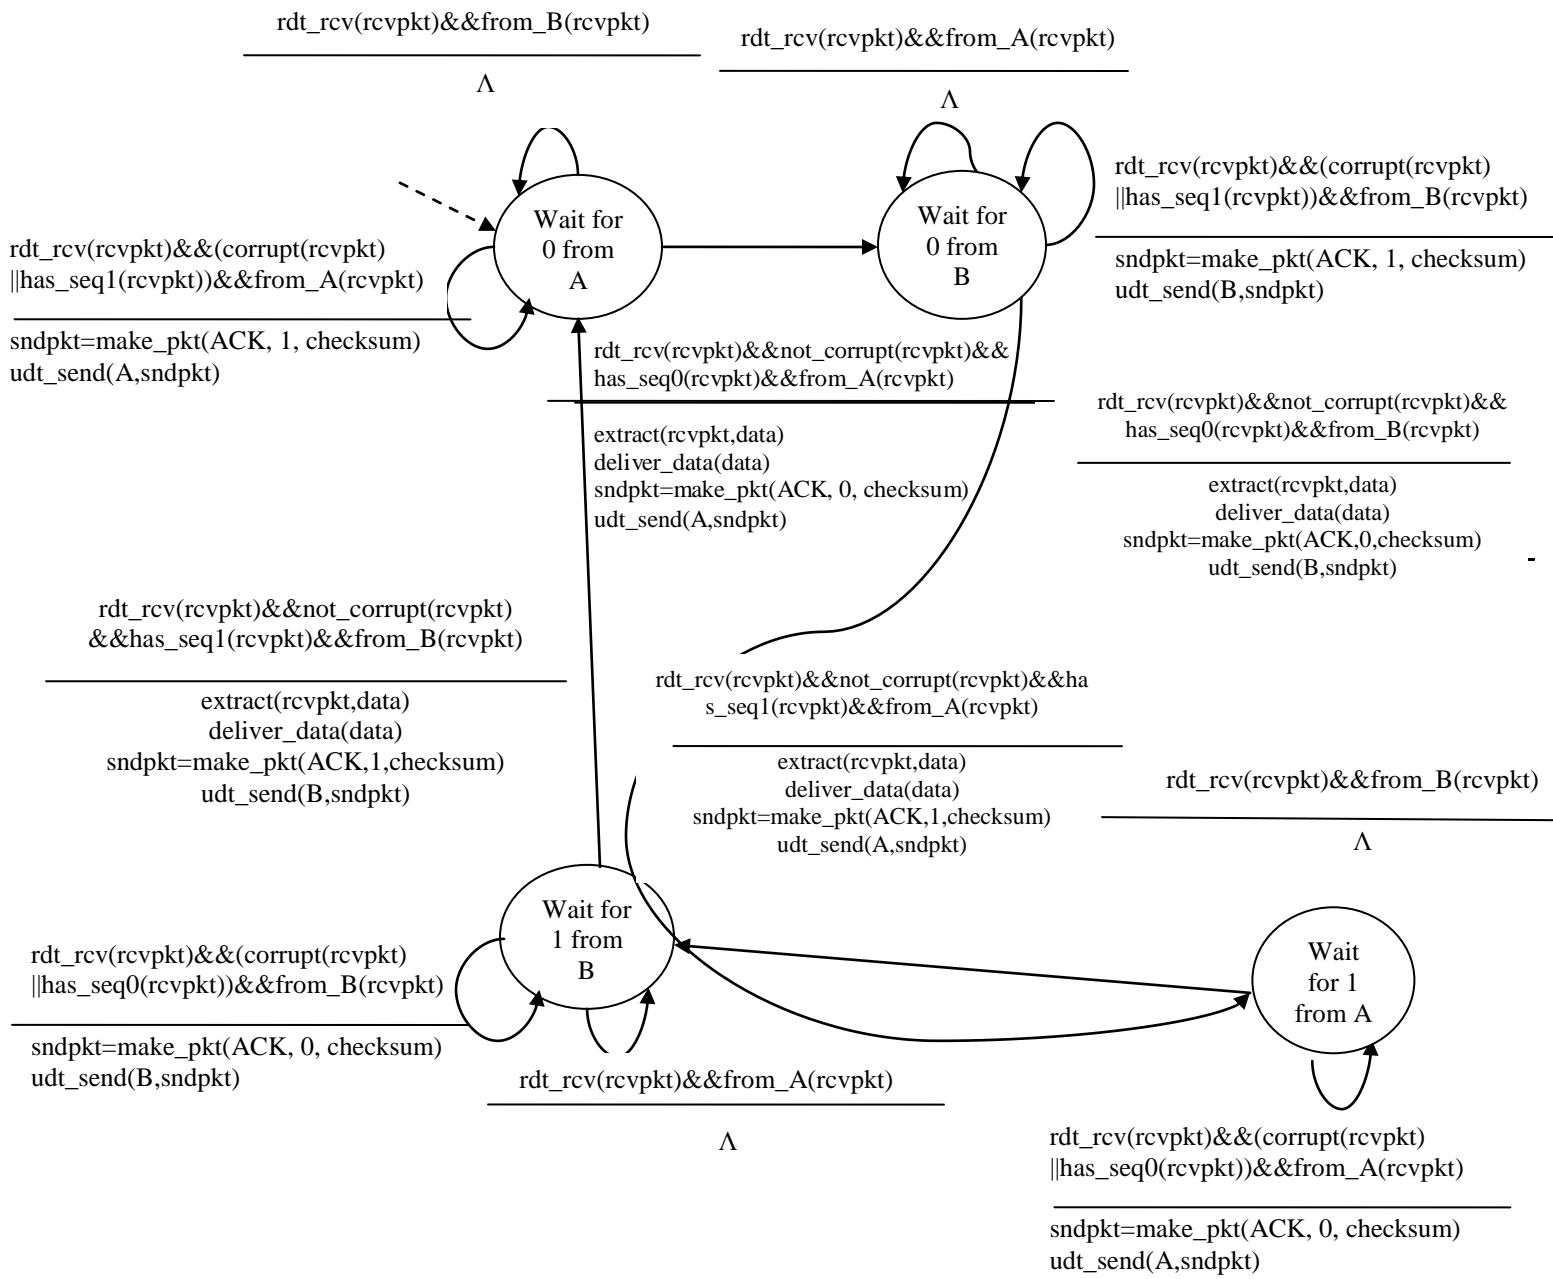 rdt_rcv(rcvpkt)&&from_B(rcvpkt)
Λ
rdt_rcv(rcvpkt)&&from_A(rcvpkt)
Λ
rdt_rcv(rcvpkt)&&(corrupt(rcvpkt)
||has_seq1(rcvpkt))&&from_B(rcvpkt)
sndpkt=make_pkt(ACK, 1, checksum)
udt_send(B,sndpkt)
Wait for
0 from
A
Wait for
0 from
B
rdt_rcv(rcvpkt)&&(corrupt(rcvpkt)
||has_seq1(rcvpkt))&&from_A(rcvpkt)
sndpkt=make_pkt(ACK, 1, checksum)
udt_send(A,sndpkt)
rdt_rcv(rcvpkt)&&not_corrupt(rcvpkt)&&
has_seq0(rcvpkt)&&from_A(rcvpkt)
extract(rcvpkt,data)
deliver_data(data)
sndpkt=make_pkt(ACK, 0, checksum)
udt_send(A,sndpkt)
rdt_rcv(rcvpkt)&&not_corrupt(rcvpkt)&&
has_seq0(rcvpkt)&&from_B(rcvpkt)
extract(rcvpkt,data)
deliver_data(data)
sndpkt=make_pkt(ACK,0,checksum)
udt_send(B,sndpkt)
-
rdt_rcv(rcvpkt)&&not_corrupt(rcvpkt)
&&has_seq1(rcvpkt)&&from_B(rcvpkt)
extract(rcvpkt,data)
deliver_data(data)
sndpkt=make_pkt(ACK,1,checksum)
udt_send(B,sndpkt)
rdt_rcv(rcvpkt)&&not_corrupt(rcvpkt)&&ha
s_seq1(rcvpkt)&&from_A(rcvpkt)
extract(rcvpkt,data)
deliver_data(data)
sndpkt=make_pkt(ACK,1,checksum)
udt_send(A,sndpkt)
rdt_rcv(rcvpkt)&&from_B(rcvpkt)
Λ
Wait for
1 from
B
Wait
for 1
from A
rdt_rcv(rcvpkt)&&(corrupt(rcvpkt)
||has_seq0(rcvpkt))&&from_B(rcvpkt)
sndpkt=make_pkt(ACK, 0, checksum)
udt_send(B,sndpkt)
rdt_rcv(rcvpkt)&&from_A(rcvpkt)
Λ
rdt_rcv(rcvpkt)&&(corrupt(rcvpkt)
||has_seq0(rcvpkt))&&from_A(rcvpkt)
sndpkt=make_pkt(ACK, 0, checksum)
udt_send(A,sndpkt)